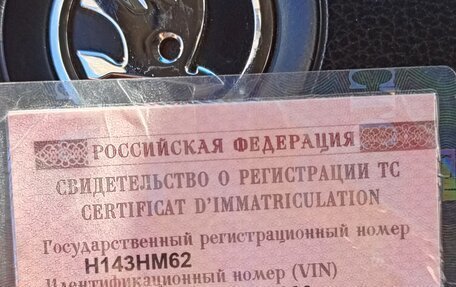 РОССИЙСКАЯ ФЕДЕРАЦИЯ
СВИДЕТЕЛЬСТВО О РЕГИСТРАЦИИ ТС
CERTIFICAT D'IMMATRICULATION
Государственный регистрационный номер
Н143НМ62
Идентификационный номер (VIN)